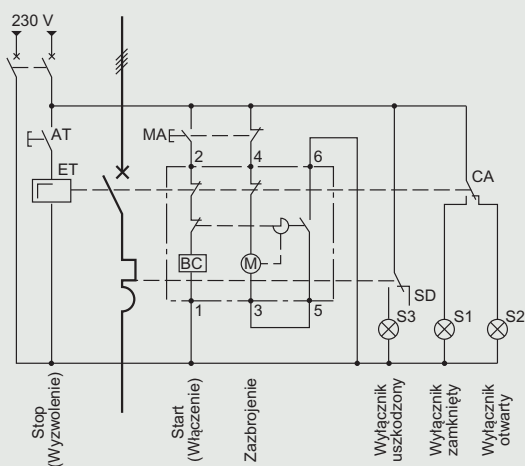 230 V
AT
MA
2
4
6
ET
CA
BC
M
SD
1
3
5
S3
S1
S2
Stop
(Wyzwolenie)
Start
(Włączenie)
Zazbrojenie
Wyłącznik
uszkodzony
Wyłącznik
zamknięty
Wyłącznik
otwarty